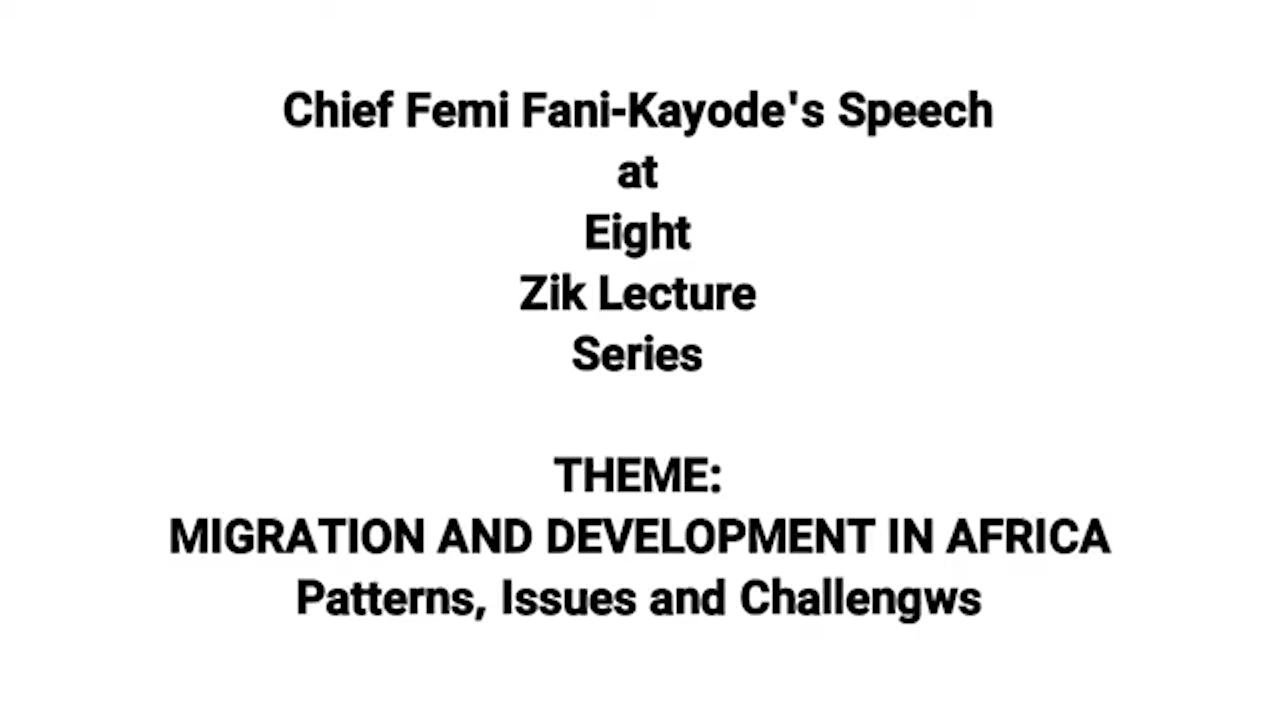 Chief Femi Fani-Kayode's Speech
at
Eight
Zik Lecture
Series
THEME:
MIGRATION AND DEVELOPMENT IN AFRICA
Patterns, Issues and Challengws